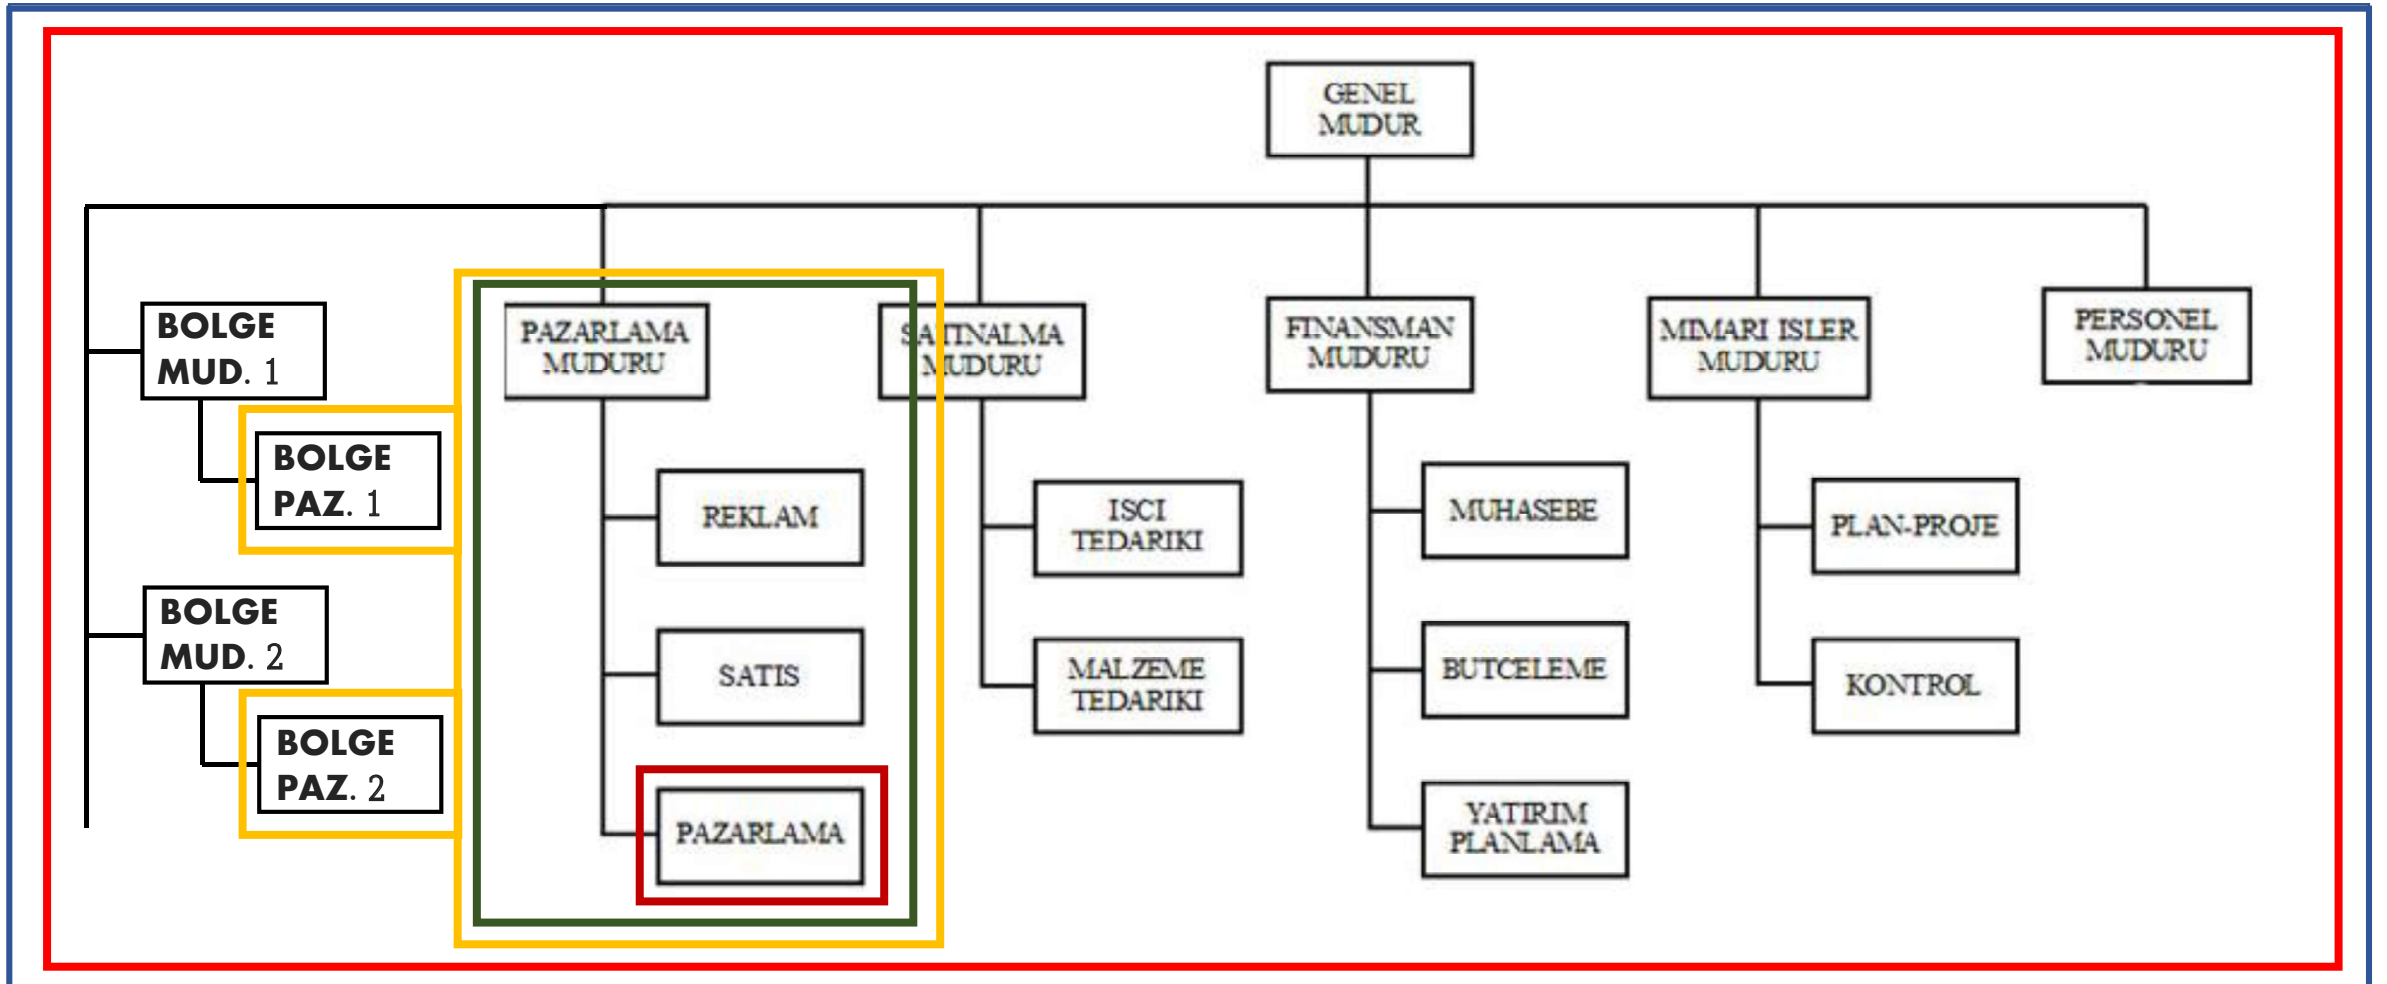 GENEL
MUDUR
BOLGE
MUD. 1
BOLGE
PAZ. 1
BOLGE
MUD. 2
BOLGE
PAZ. 2
PAZARLAMA
MUDURU
REKLAM
SATIS
PAZARLAMA
SATINALMA
MUDURU
ISCI
TEDARIKI
MALZEME
TEDARIKI
FINANSMAN
MUDURU
MUHASEBE
BUTCELEME
YATIRIM
PLANLAMA
MIMARI ISLER
MUDURU
PLAN-PROJE
KONTROL
PERSONEL
MUDURU